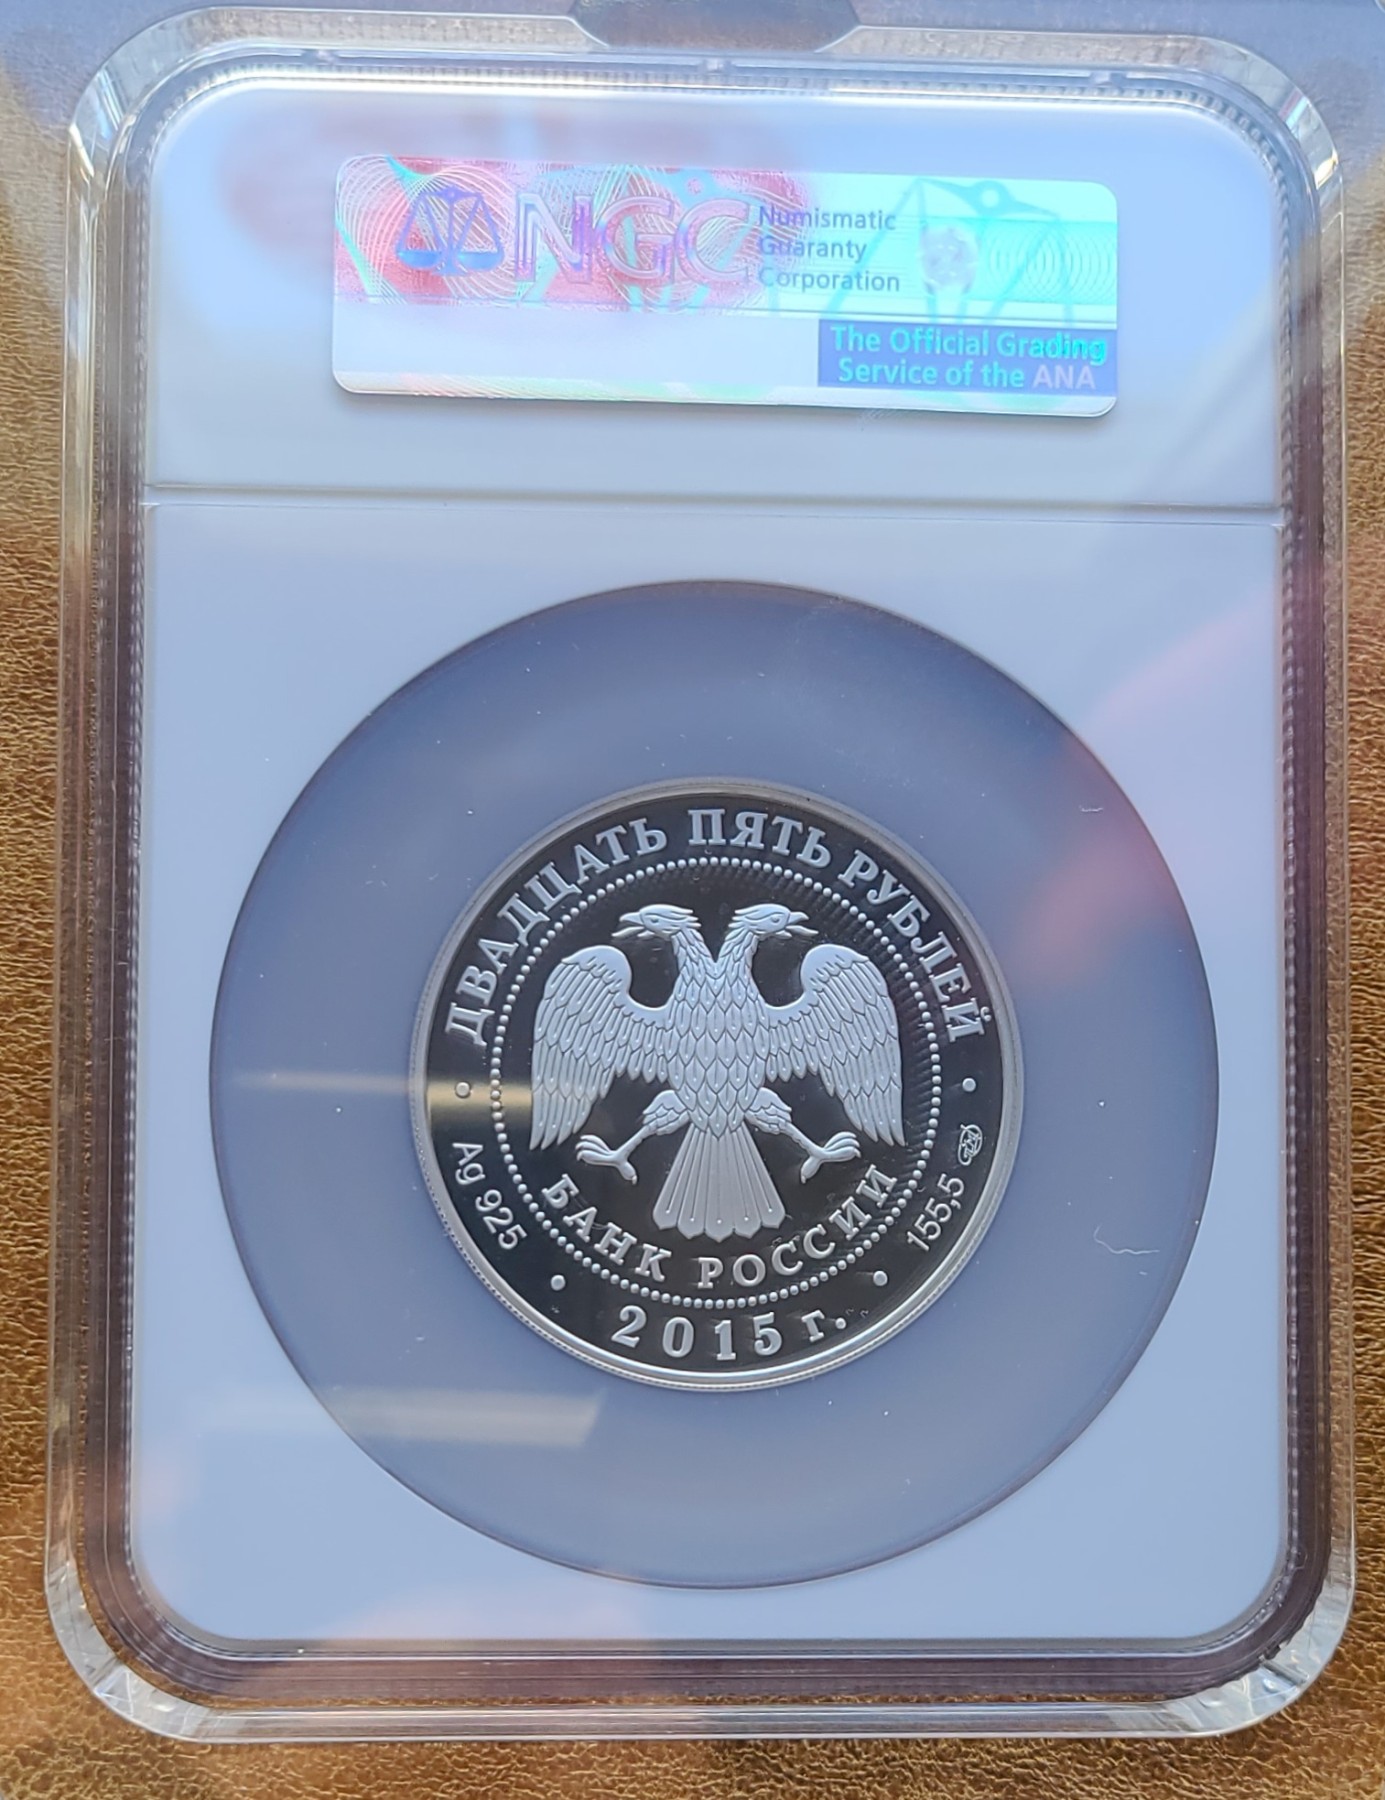 NGC
Numismatic
Guaranty
Corporation
The Official Grading
Service of the ANA
ДВАДЦАТЬ ПЯТЬ РУБЛЕЙ
Ag 925
БАНК РОССИИ
155,5
2015 г.